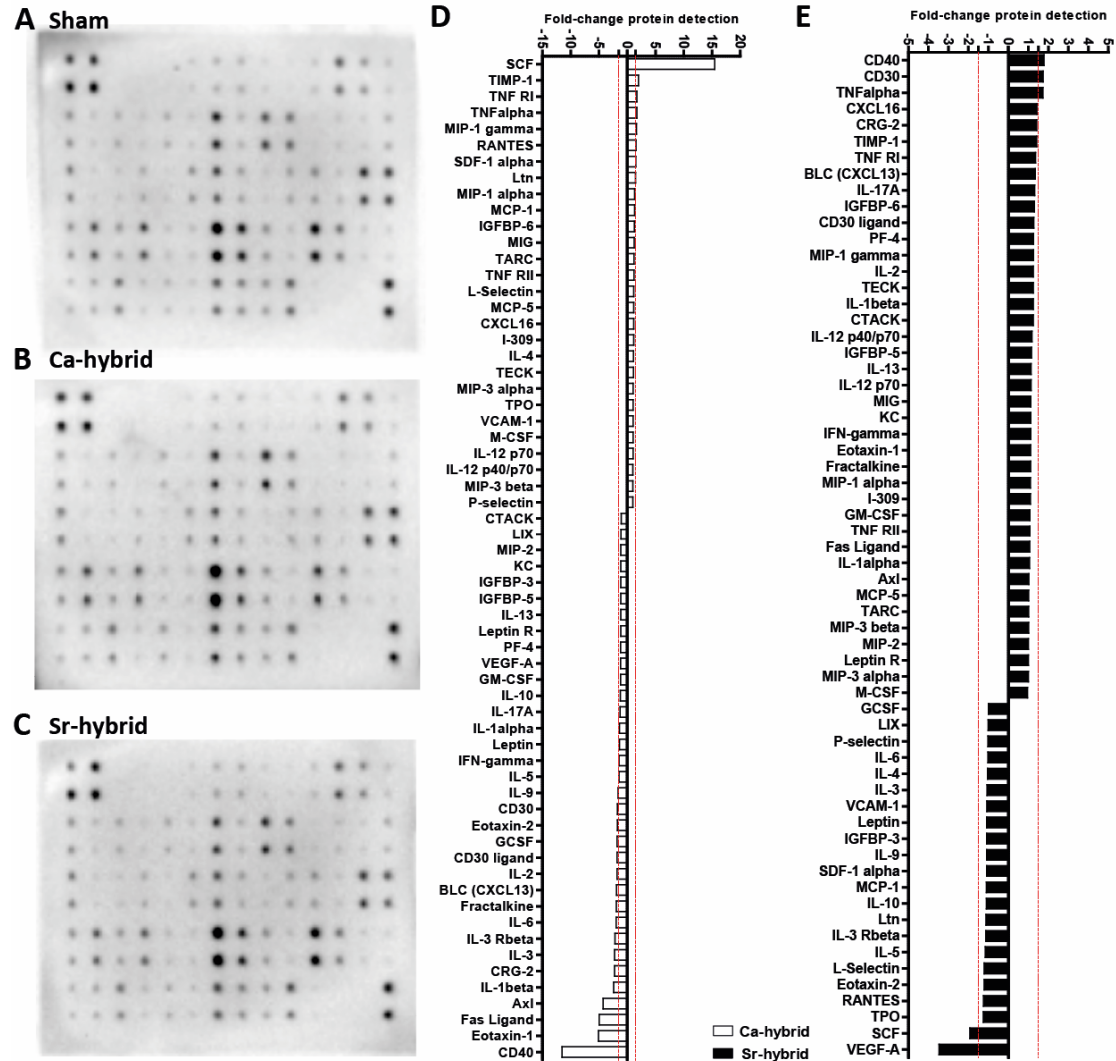 A Sham
B Ca-hybrid
C Sr-hybrid
D
Fold-change protein detection
-15 -10 -5 0 5 10 15 20
SCF
TIMP-1
TNF RI
TNFalpha
MIP-1 gamma
RANTES
SDF-1 alpha
Ltn
MIP-1 alpha
MCP-1
IGFBP-6
MIG
TARC
TNF RII
L-Selectin
MCP-5
CXCL16
I-309
IL-4
TECK
MIP-3 alpha
TPO
VCAM-1
M-CSF
IL-12 p70
IL-12 p40/p70
MIP-3 beta
P-selectin
CTACK
LIX
MIP-2
KC
IGFBP-3
IGFBP-5
IL-13
Leptin R
PF-4
VEGF-A
GM-CSF
IL-10
IL-17A
IL-1alpha
Leptin
IFN-gamma
IL-5
IL-9
CD30
Eotaxin-2
GCSF
CD30 ligand
IL-2
BLC (CXCL13)
Fractalkine
IL-6
IL-3 Rbeta
IL-3
CRG-2
IL-1beta
Axl
Fas Ligand
Eotaxin-1
CD40
Ca-hybrid
Sr-hybrid
E
Fold-change protein detection
-5 -4 -3 -2 -1 0 1 2 3 4 5
CD40
CD30
TNFalpha
CXCL16
CRG-2
TIMP-1
TNF RI
BLC (CXCL13)
IL-17A
IGFBP-6
CD30 ligand
PF-4
MIP-1 gamma
IL-2
TECK
IL-1beta
CTACK
IL-12 p40/p70
IGFBP-5
IL-13
IL-12 p70
MIG
KC
IFN-gamma
Eotaxin-1
Fractalkine
MIP-1 alpha
I-309
GM-CSF
TNF RII
Fas Ligand
IL-1alpha
Axl
MCP-5
TARC
MIP-3 beta
MIP-2
Leptin R
MIP-3 alpha
M-CSF
GCSF
LIX
P-selectin
IL-6
IL-4
IL-3
VCAM-1
Leptin
IGFBP-3
IL-9
SDF-1 alpha
MCP-1
IL-10
Ltn
IL-3 Rbeta
IL-5
L-Selectin
Eotaxin-2
RANTES
TPO
SCF
VEGF-A